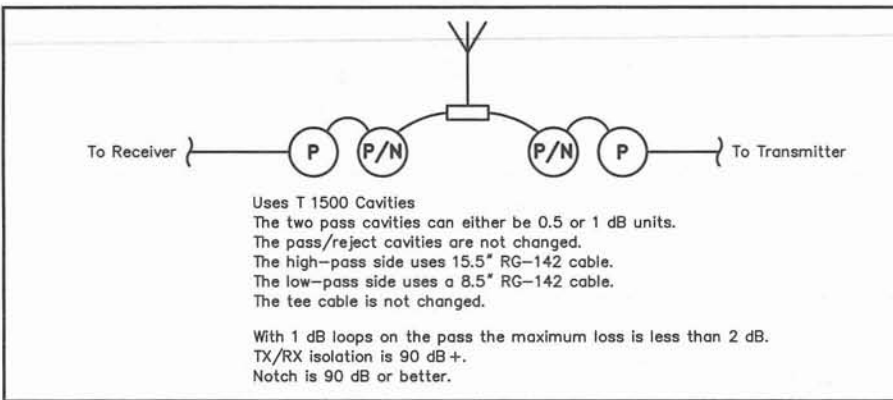 To Receiver P P/N P/N P To Transmitter
Uses T 1500 Cavities
The two pass cavities can either be 0.5 or 1 dB units.
The pass/reject cavities are not changed.
The high-pass side uses 15.5" RG-142 cable.
The low-pass side uses a 8.5" RG-142 cable.
The tee cable is not changed.
With 1 dB loops on the pass the maximum loss is less than 2 dB.
TX/RX isolation is 90 dB+.
Notch is 90 dB or better.